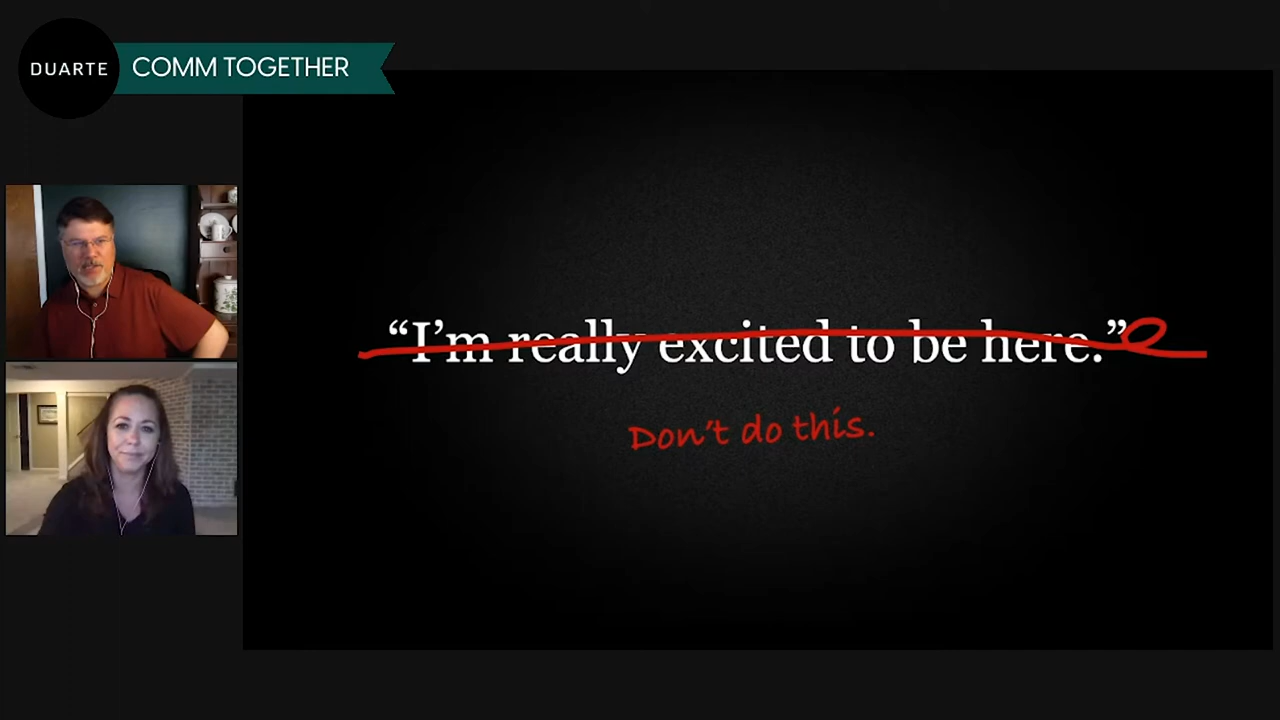 DUARTE
COMM TOGETHER
“I’m really excited to be here.”
Don’t do this.